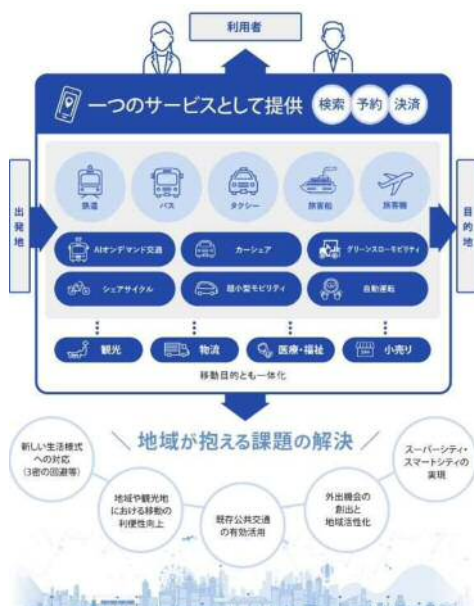 利用者
一つのサービスとして提供
検索
予約
決済
出発地
目的地
鉄道
バス
タクシー
旅客船
旅客機
AIオンデマンド交通
カーシェア
グリーンスローモビリティ
シェアサイクル
超小型モビリティ
自動運転
観光
物流
医療・福祉
小売り
移動目的とも一体化
地域が抱える課題の解決
新しい生活様式
への対応
(3密の回避等)
地域や観光地
における移動の
利便性向上
既存公共交通
の有効活用
外出機会の
創出と
地域活性化
スーパーシティ・
スマートシティの
実現